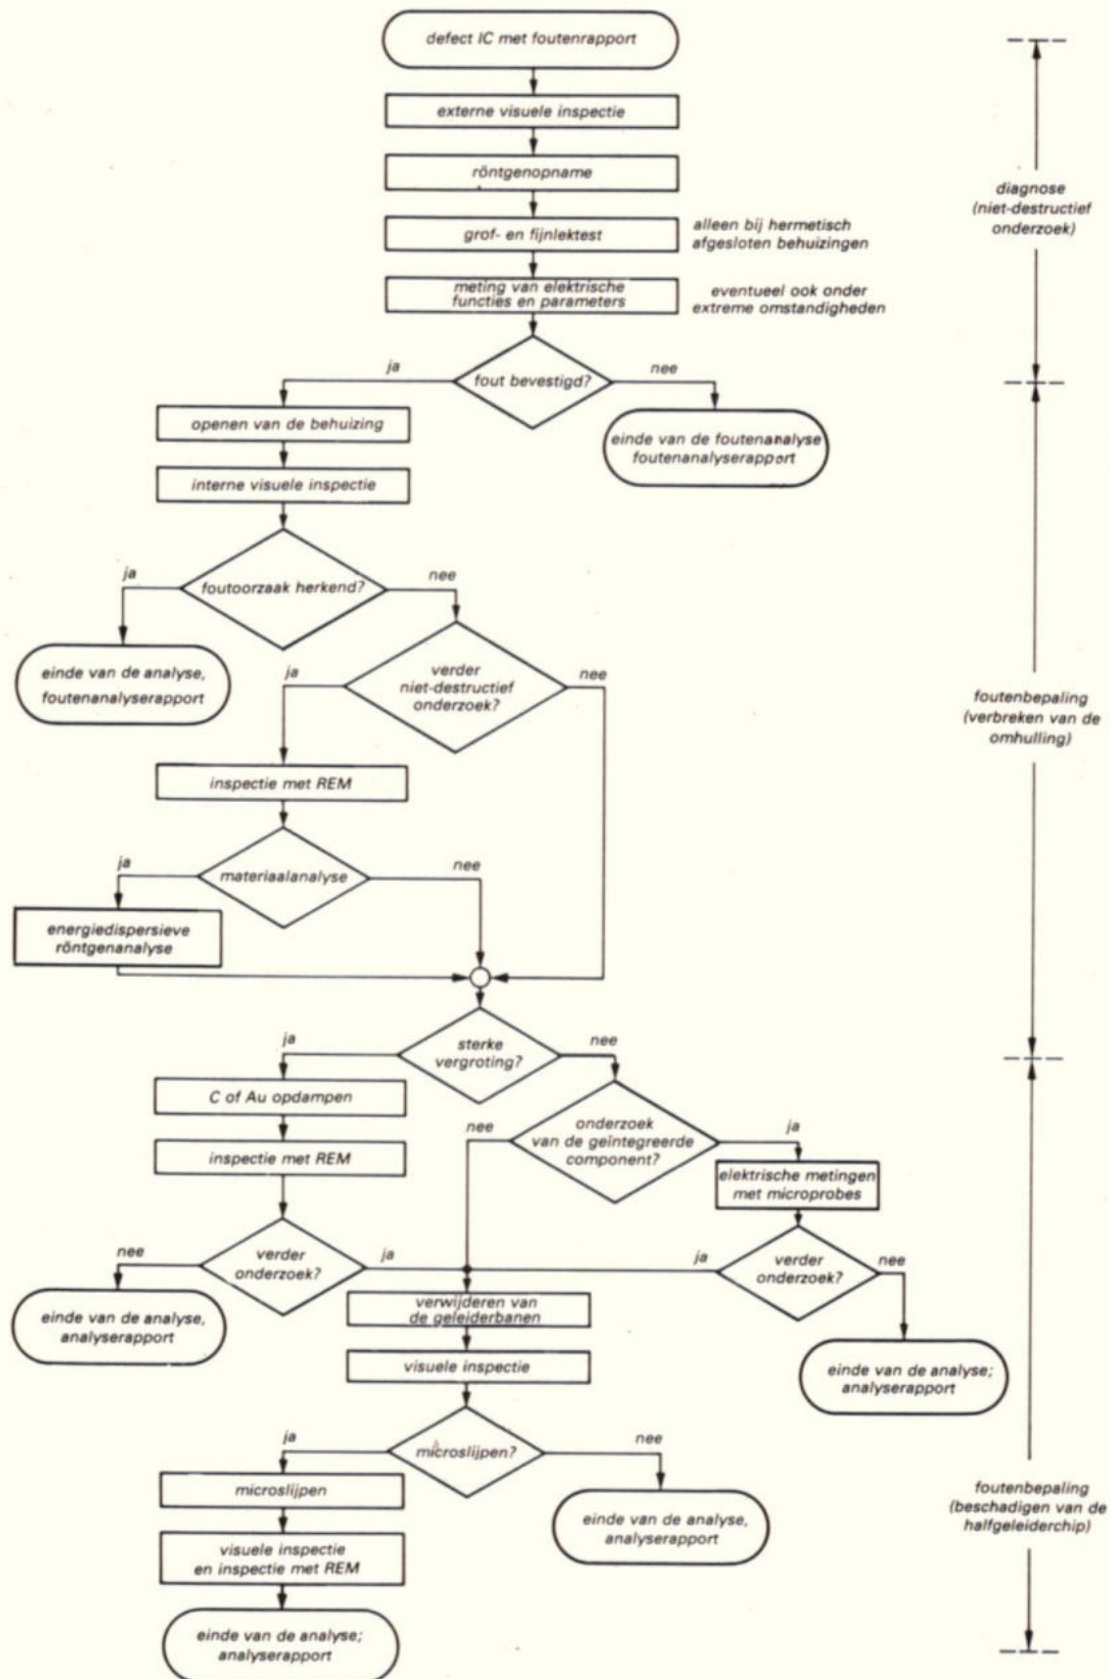 defect IC met foutenrapport
externe visuele inspectie
röntgenopname
grof- en fijnlektest
alleen bij hermetisch
afgesloten behuizingen
meting van elektrische
functies en parameters
eventueel ook onder
extreme omstandigheden
diagnose
(niet-destructief
onderzoek)
fout bevestigd?
ja
nee
openen van de behuizing
einde van de foutenanalyse
foutenanalyserapport
interne visuele inspectie
foutoorzaak herkend?
ja
nee
einde van de analyse,
foutenanalyserapport
verder
niet-destructief
onderzoek?
ja
nee
foutenbepaling
(verbreken van de
omhulling)
inspectie met REM
materiaalanalyse
ja
nee
energiedispersieve
röntgenanalyse
sterke
vergroting?
ja
nee
C of Au opdampen
inspectie met REM
onderzoek
van de geïntegreerde
component?
nee
ja
elektrische metingen
met microprobes
verder
onderzoek?
nee
ja
verder
onderzoek?
ja
nee
einde van de analyse,
analyserapport
verwijderen van
de geleiderbanen
visuele inspectie
einde van de analyse;
analyserapport
microslijpen?
ja
nee
microslijpen
einde van de analyse,
analyserapport
foutenbepaling
(beschadigen van de
halfgeleiderchip)
visuele inspectie
en inspectie met REM
einde van de analyse;
analyserapport